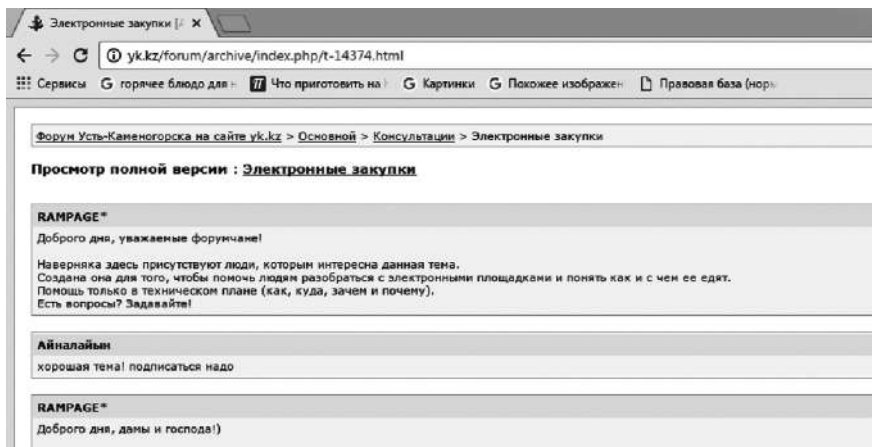 Электронные закупки [
yk.kz/forum/archive/index.php/t-14374.html
Сервисы горячее блюдо для Что приготовить на Картинки Похожее изображен Правовая база (норм
Форум Усть-Каменогорска на сайте yk.kz > Основной > Консультации > Электронные закупки
Просмотр полной версии : Электронные закупки
RAMPAGE*
Доброго дня, уважаемые форумчане!
Наверняка здесь присутствуют люди, которым интересна данная тема.
Создана она для того, чтобы помочь людям разобраться с электронными площадками и понять как и с чем ее едят.
Помощь только в техническом плане (как, куда, зачем и почему).
Есть вопросы? Задавайте!
Айналайын
хорошая тема! подписаться надо
RAMPAGE*
Доброго дня, дамы и господа!)